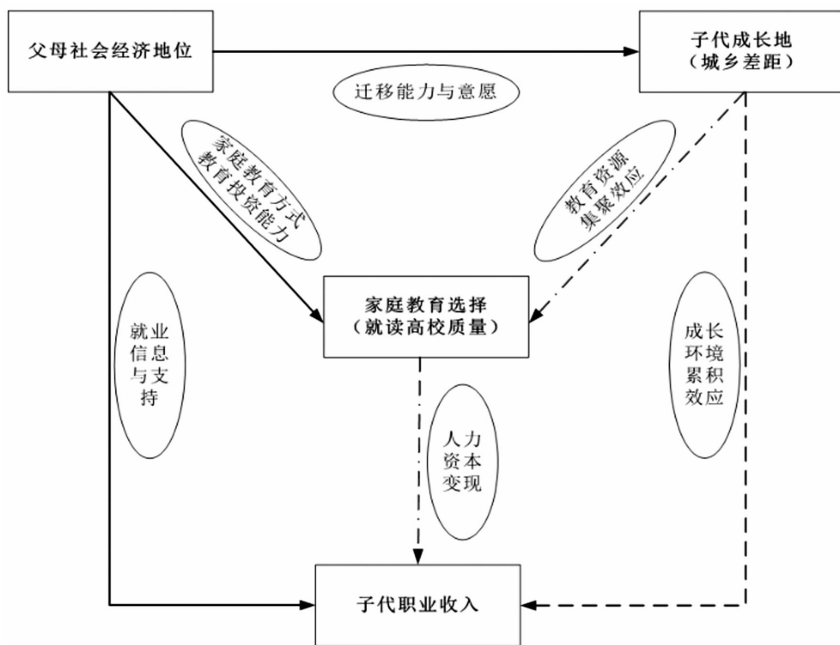 父母社会经济地位
子代成长地
（城乡差距）
迁移能力与意愿
家庭教育方式
教育投资能力
教育资源
集聚效应
家庭教育选择
（就读高校质量）
就业
信息
与支
持
成长
环境
累积
效应
人力
资本
变现
子代职业收入